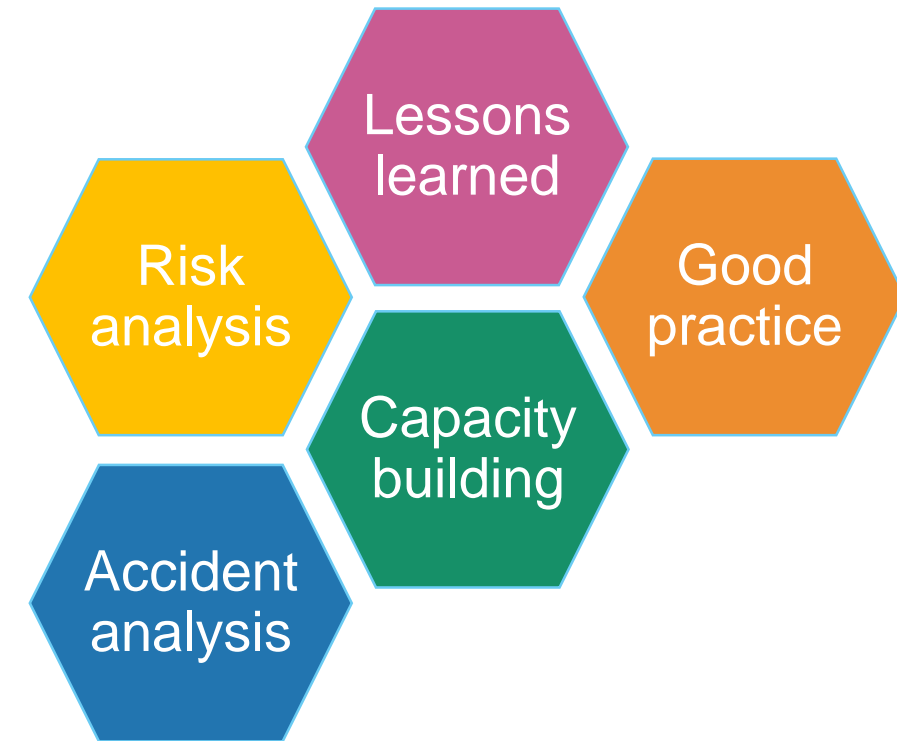 Lessons
learned
Risk
analysis
Good
practice
Capacity
building
Accident
analysis